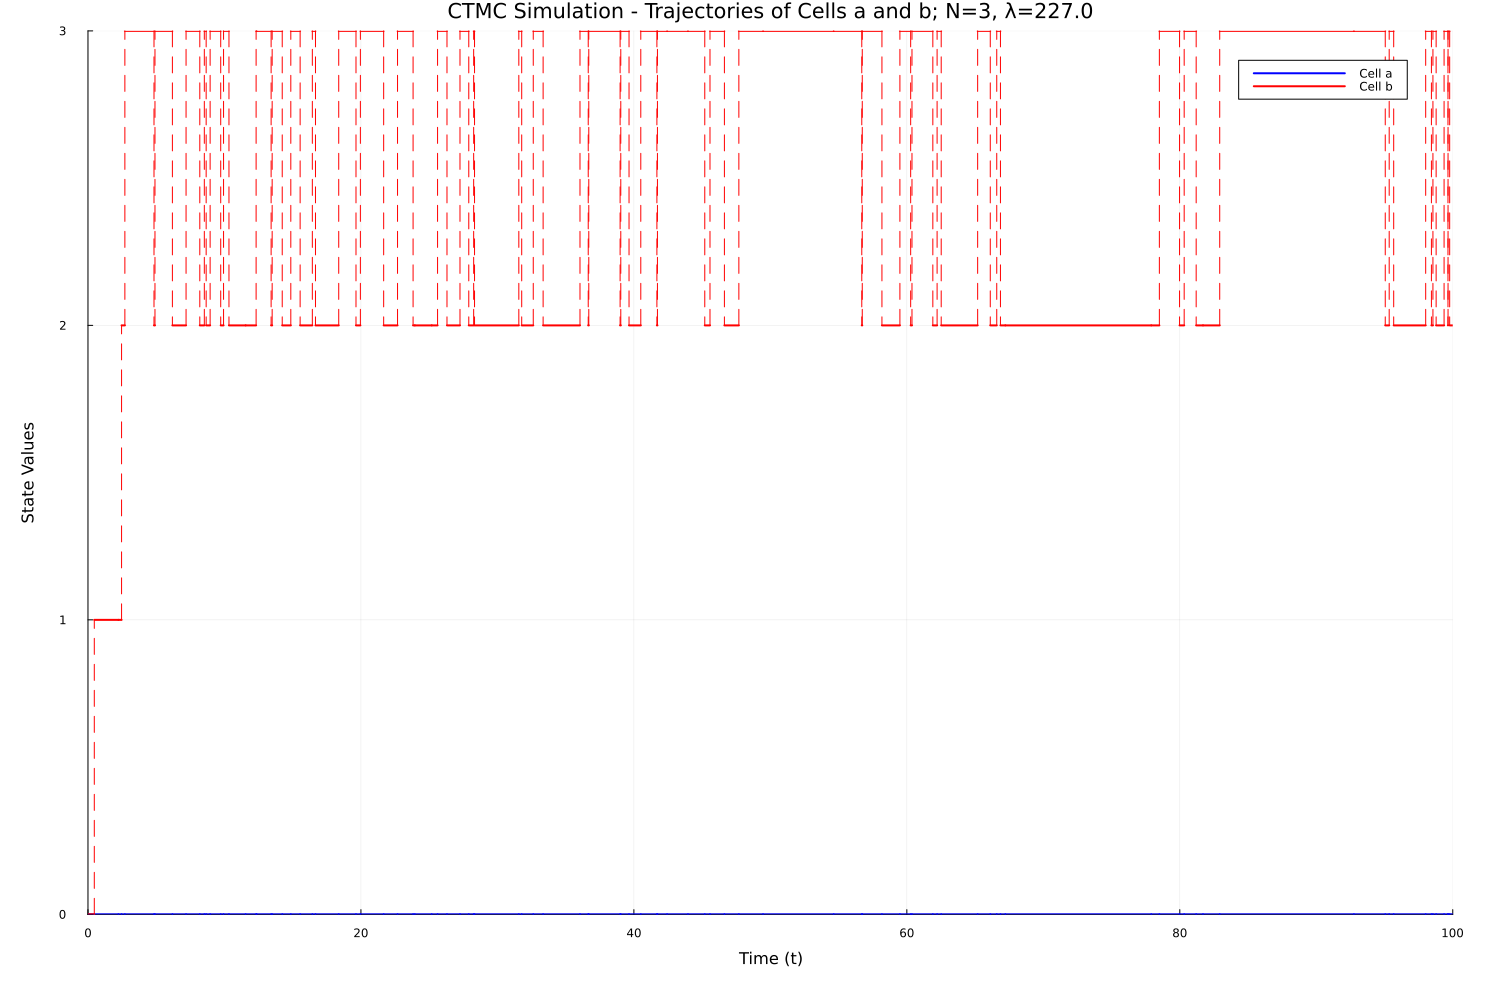 CTMC Simulation - Trajectories of Cells a and b; N=3, λ=227.0
3
Cell a
Cell b
2
State Values
1
0
0 20 40 60 80 100
Time (t)